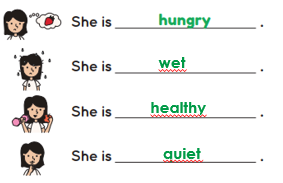 She is hungry.
She is wet.
She is healthy.
She is quiet.